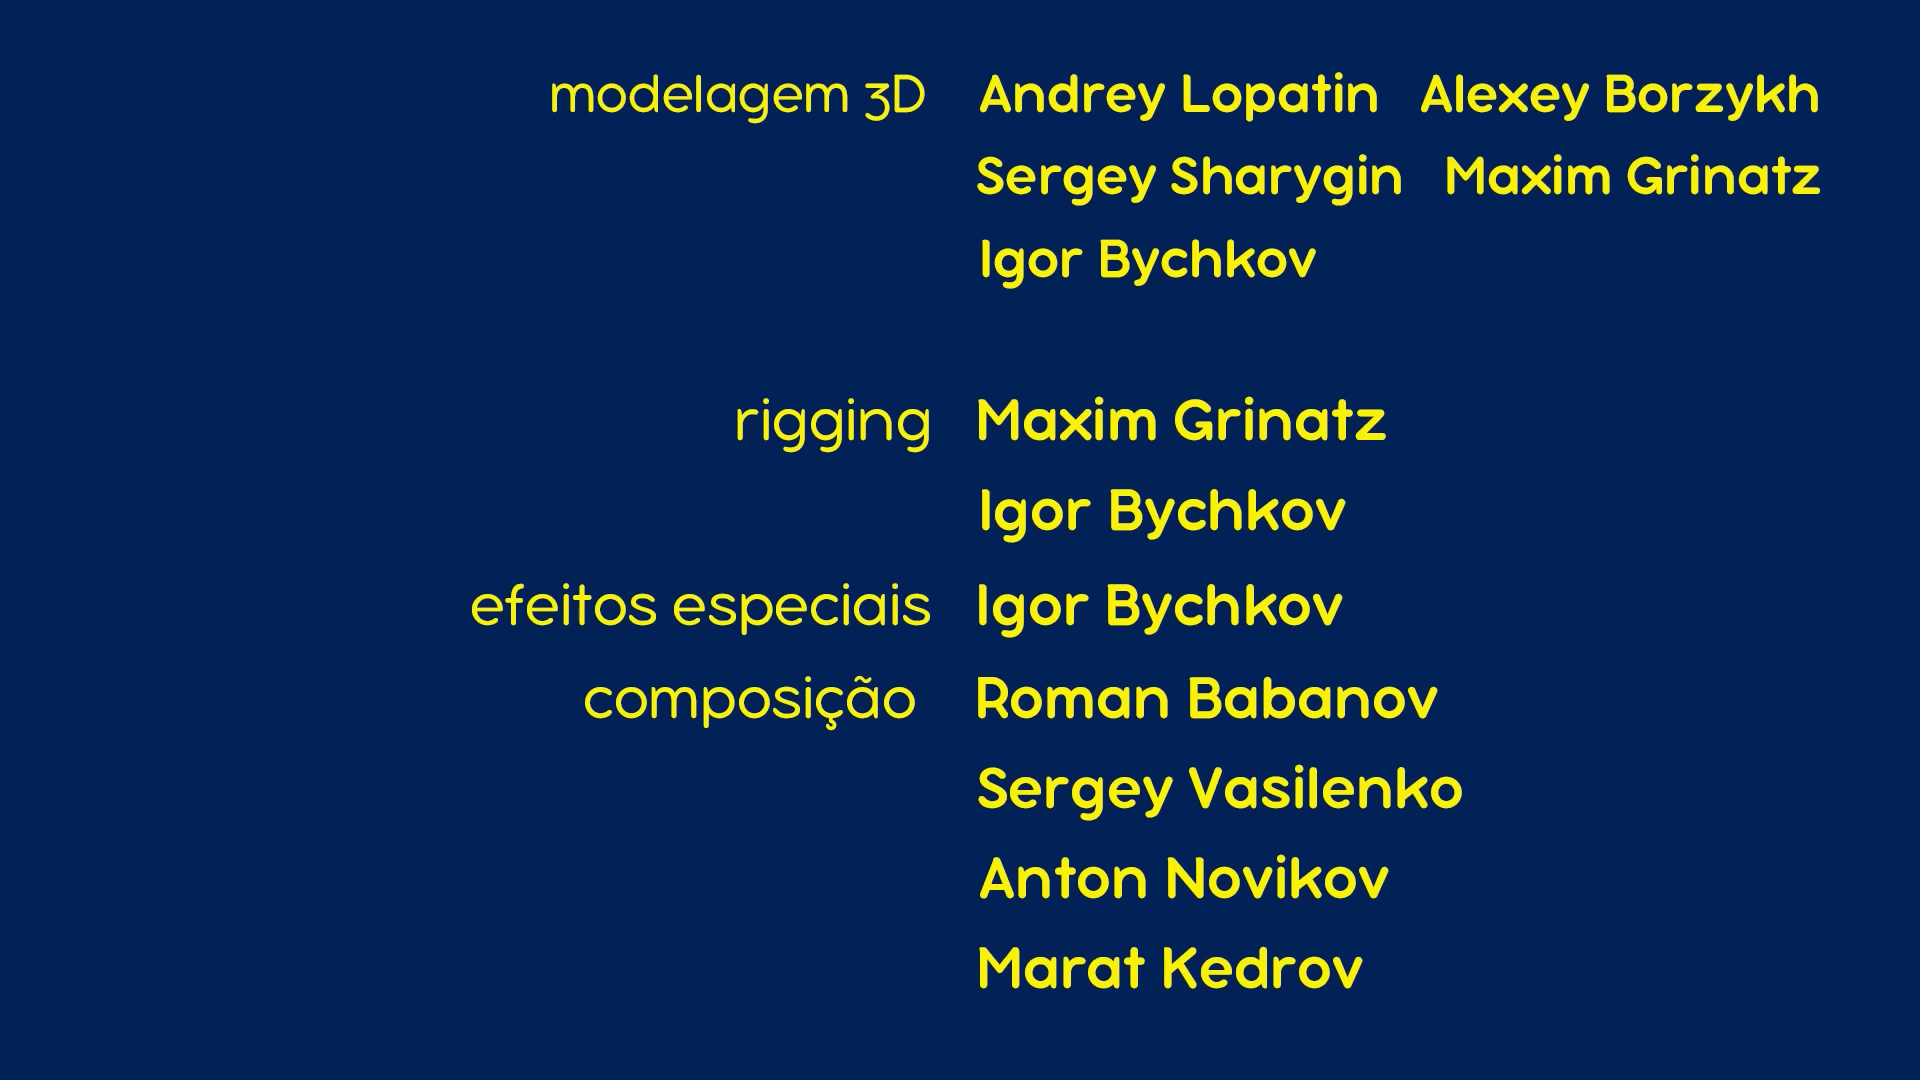 modelagem 3D Andrey Lopatin Alexey Borzykh
Sergey Sharygin Maxim Grinatz
Igor Bychkov
rigging Maxim Grinatz
Igor Bychkov
efeitos especiais Igor Bychkov
composição Roman Babanov
Sergey Vasilenko
Anton Novikov
Marat Kedrov